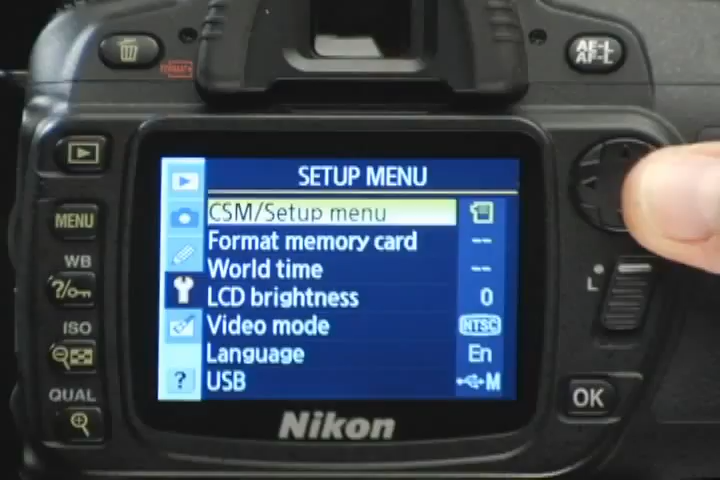 AE-L
AF-L
FORMAT
SETUP MENU
CSM/Setup menu
Format memory card --
World time --
LCD brightness 0
Video mode NTSC
Language En
USB M
MENU
WB
?/
ISO
QUAL
L
OK
?
Nikon